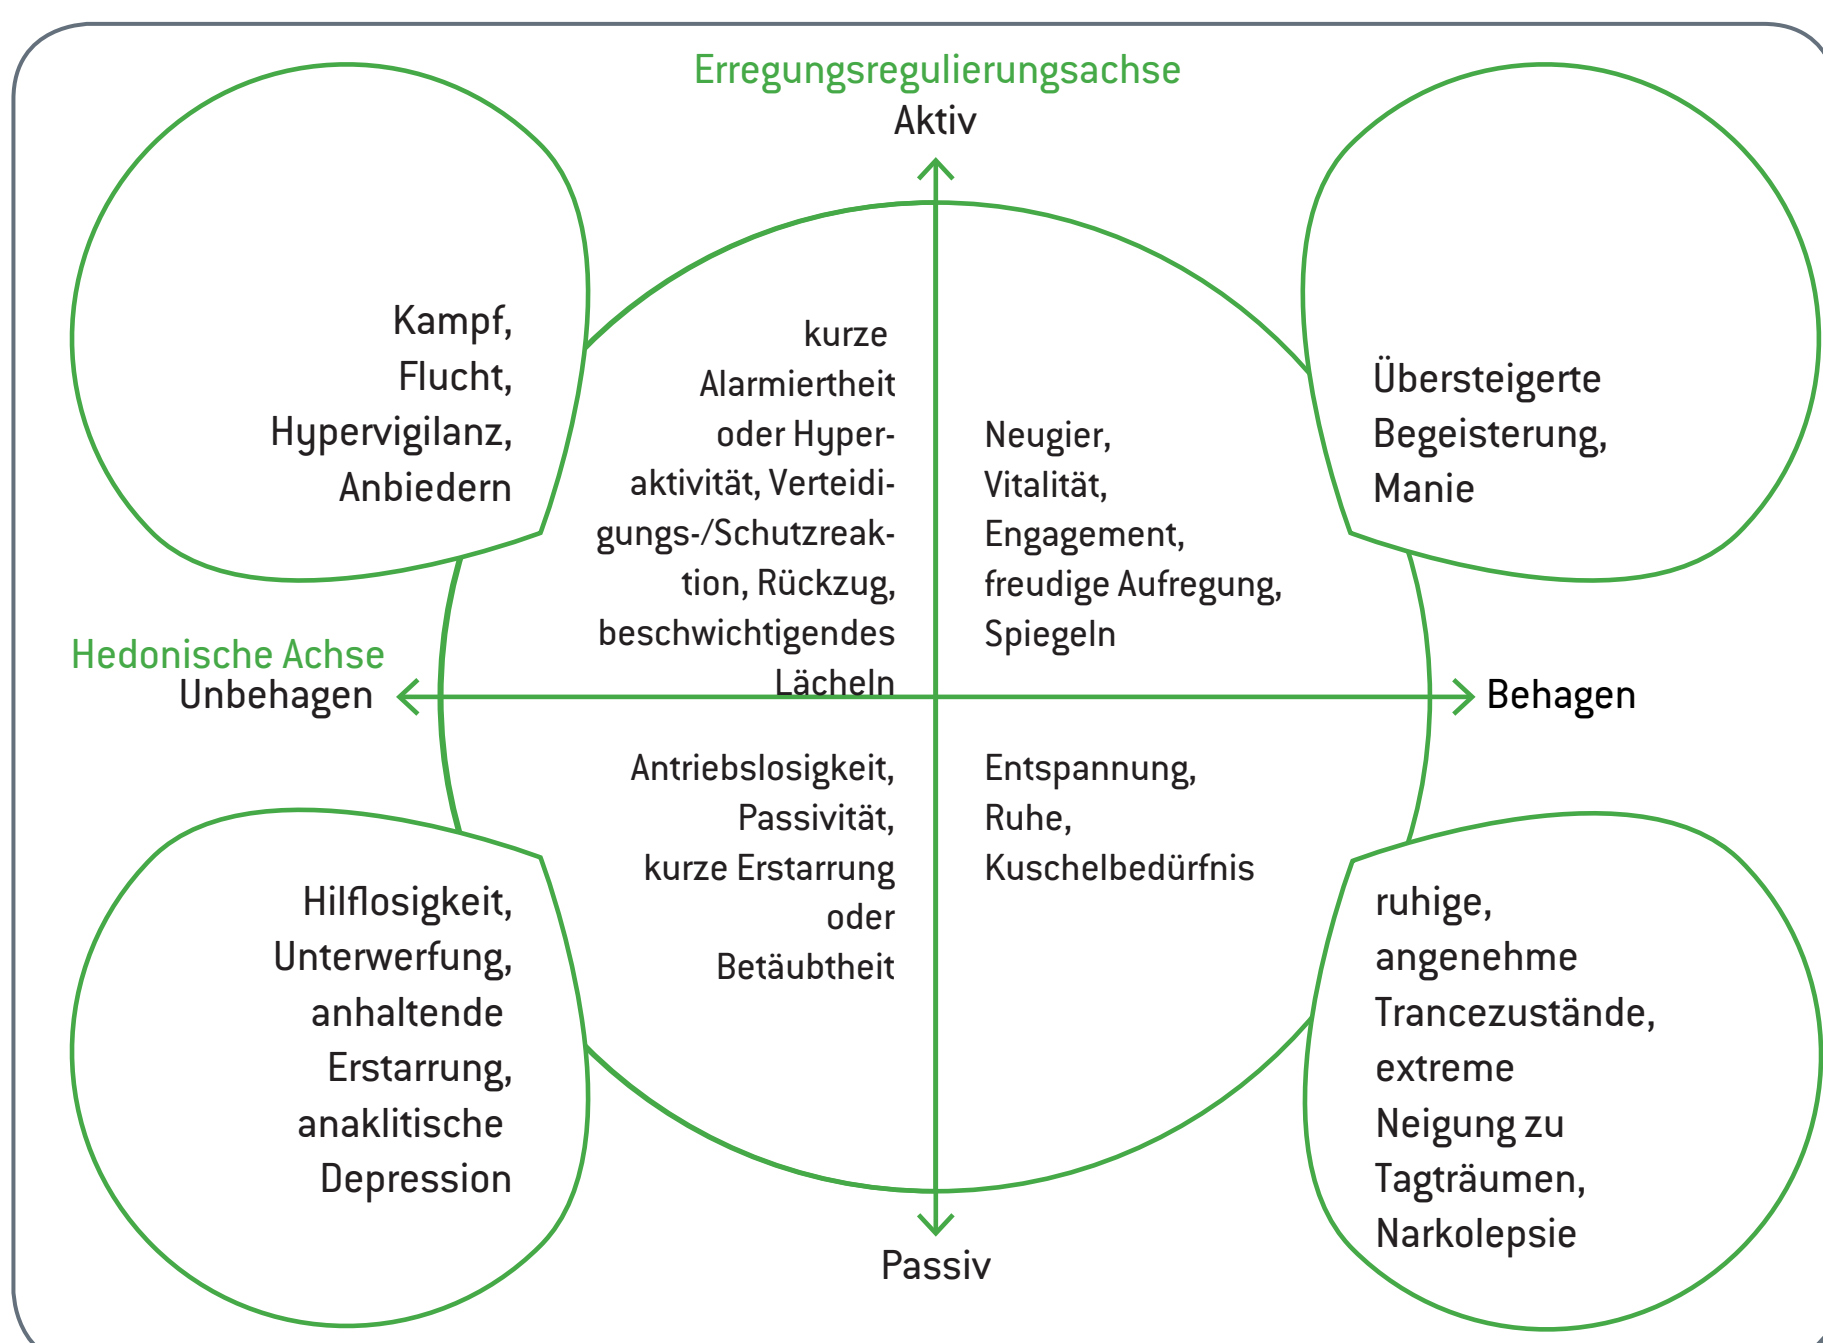 Erregungsregulierungsachse
Aktiv
Kampf,
Flucht,
Hypervigilanz,
Anbiedern
kurze
Alarmiertheit
oder Hyper-
aktivität, Verteidi-
gungs-/Schutzreak-
tion, Rückzug,
beschwichtigendes
Lächeln
Neugier,
Vitalität,
Engagement,
freudige Aufregung,
Spiegeln
Übersteigerte
Begeisterung,
Manie
Hedonische Achse
Unbehagen
Behagen
Hilflosigkeit,
Unterwerfung,
anhaltende
Erstarrung,
anaklitische
Depression
Antriebslosigkeit,
Passivität,
kurze Erstarrung
oder
Betäubtheit
Entspannung,
Ruhe,
Kuschelbedürfnis
ruhige,
angenehme
Trancezustände,
extreme
Neigung zu
Tagträumen,
Narkolepsie
Passiv